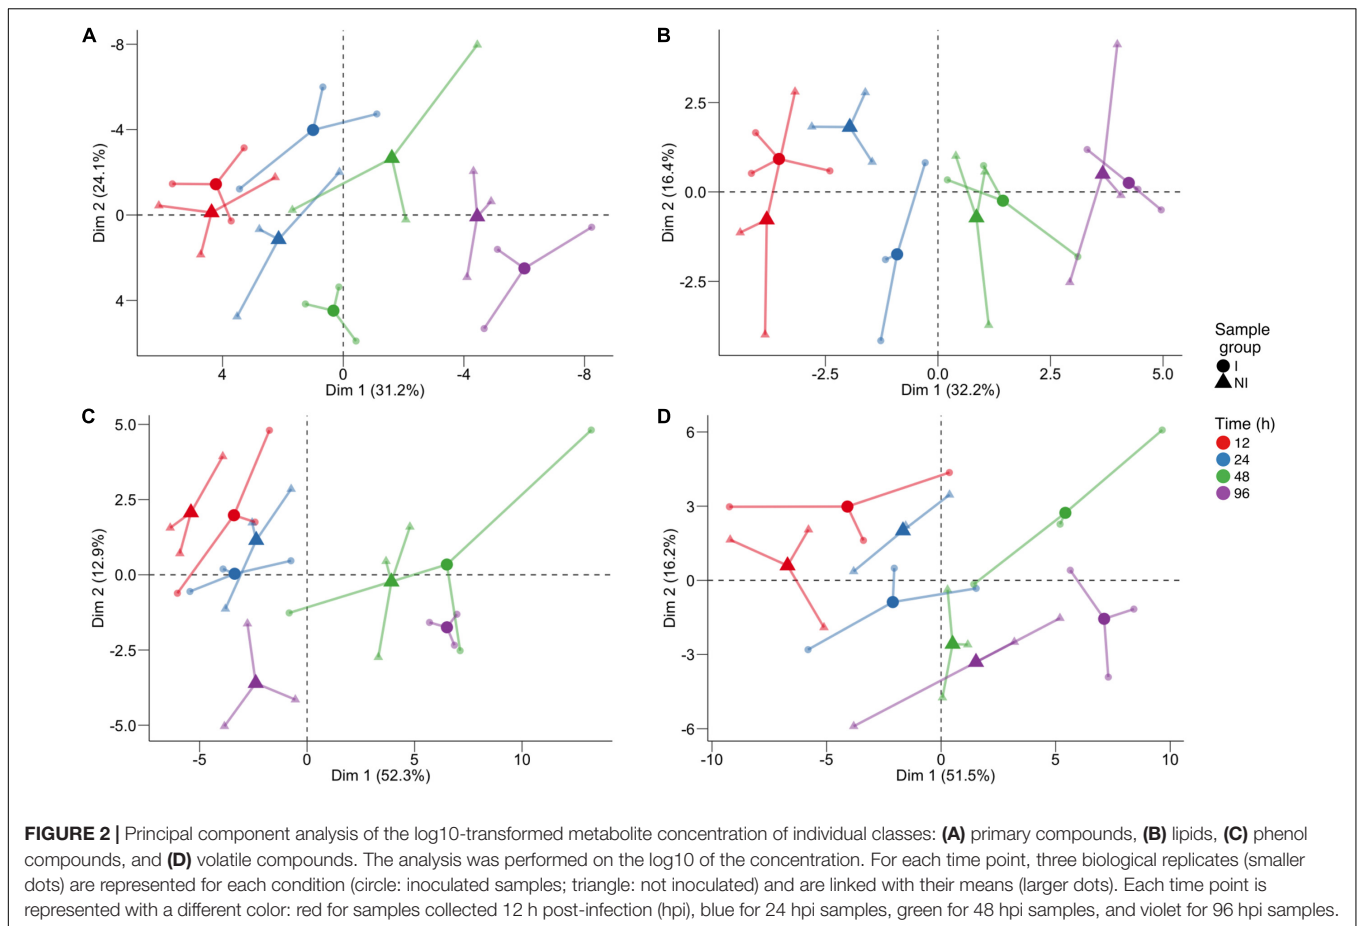 A
-8
-4
0
4
Dim 2 (24.1%)
4
0
-4
-8
Dim 1 (31.2%)
B
2.5
0.0
-2.5
Dim 2 (16.4%)
-2.5
0.0
2.5
5.0
Dim 1 (32.2%)
Sample
group
I
NI
Time (h)
12
24
48
96
C
5.0
2.5
0.0
-2.5
-5.0
Dim 2 (12.9%)
-5
0
5
10
Dim 1 (52.3%)
D
6
3
0
-3
-6
Dim 2 (16.2%)
-10
-5
0
5
10
Dim 1 (51.5%)
FIGURE 2 | Principal component analysis of the log10-transformed metabolite concentration of individual classes: (A) primary compounds, (B) lipids, (C) phenol
compounds, and (D) volatile compounds. The analysis was performed on the log10 of the concentration. For each time point, three biological replicates (smaller
dots) are represented for each condition (circle: inoculated samples; triangle: not inoculated) and are linked with their means (larger dots). Each time point is
represented with a different color: red for samples collected 12 h post-infection (hpi), blue for 24 hpi samples, green for 48 hpi samples, and violet for 96 hpi samples.